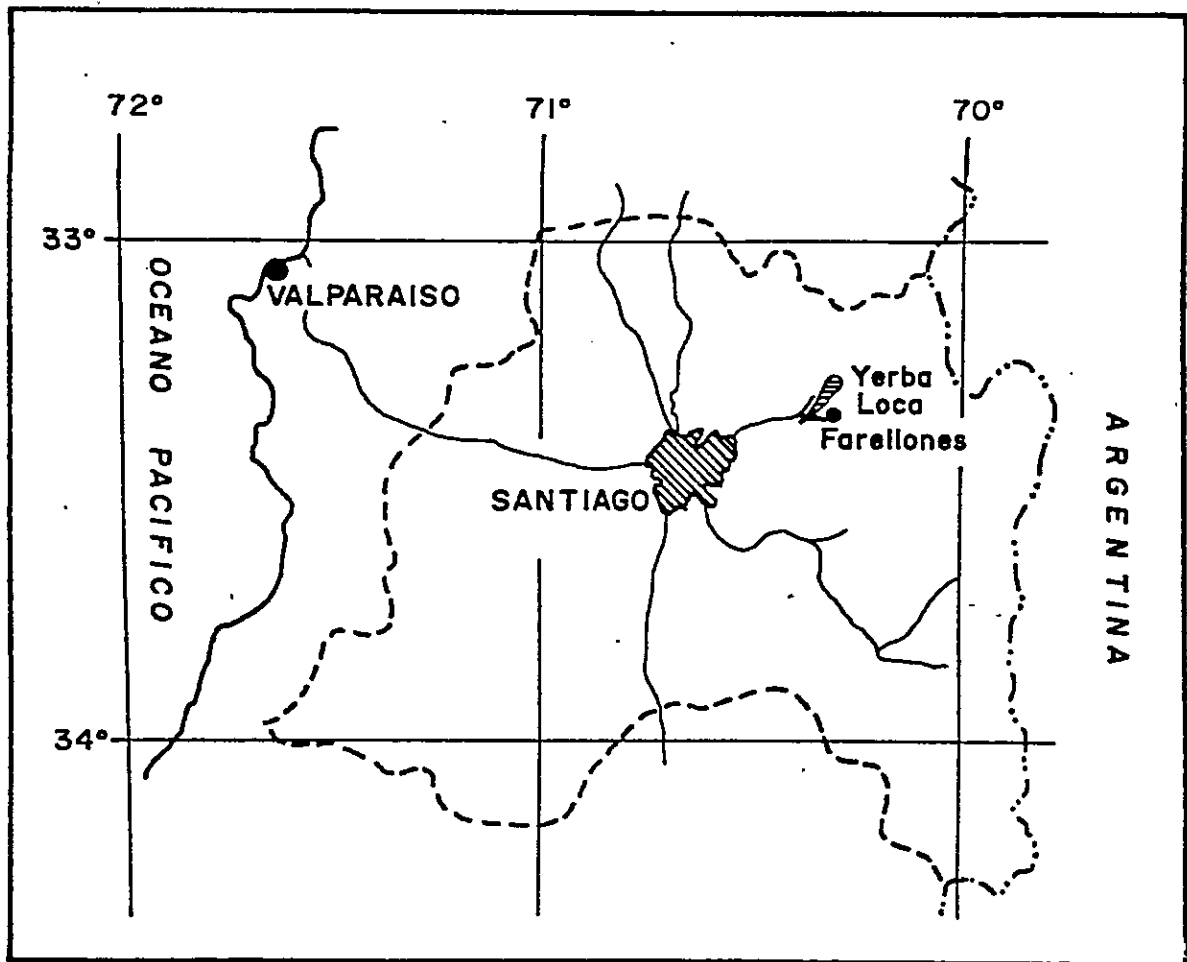 72°
71°
70°
33°
OCEANO PACIFICO
VALPARAISO
Yerba
Loca
Farellones
ARGENTINA
SANTIAGO
34°